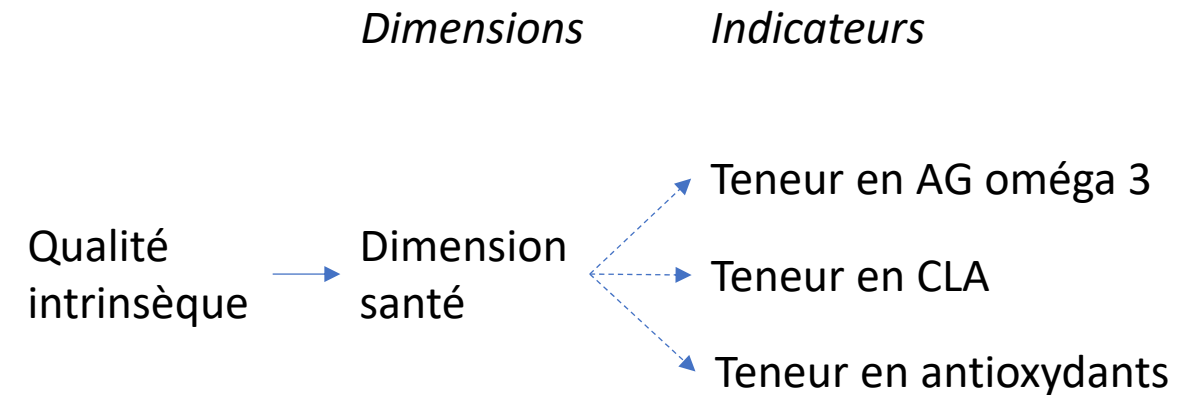 Dimensions
Indicateurs
Qualité
intrinsèque
Dimension
santé
Teneur en AG oméga 3
Teneur en CLA
Teneur en antioxydants